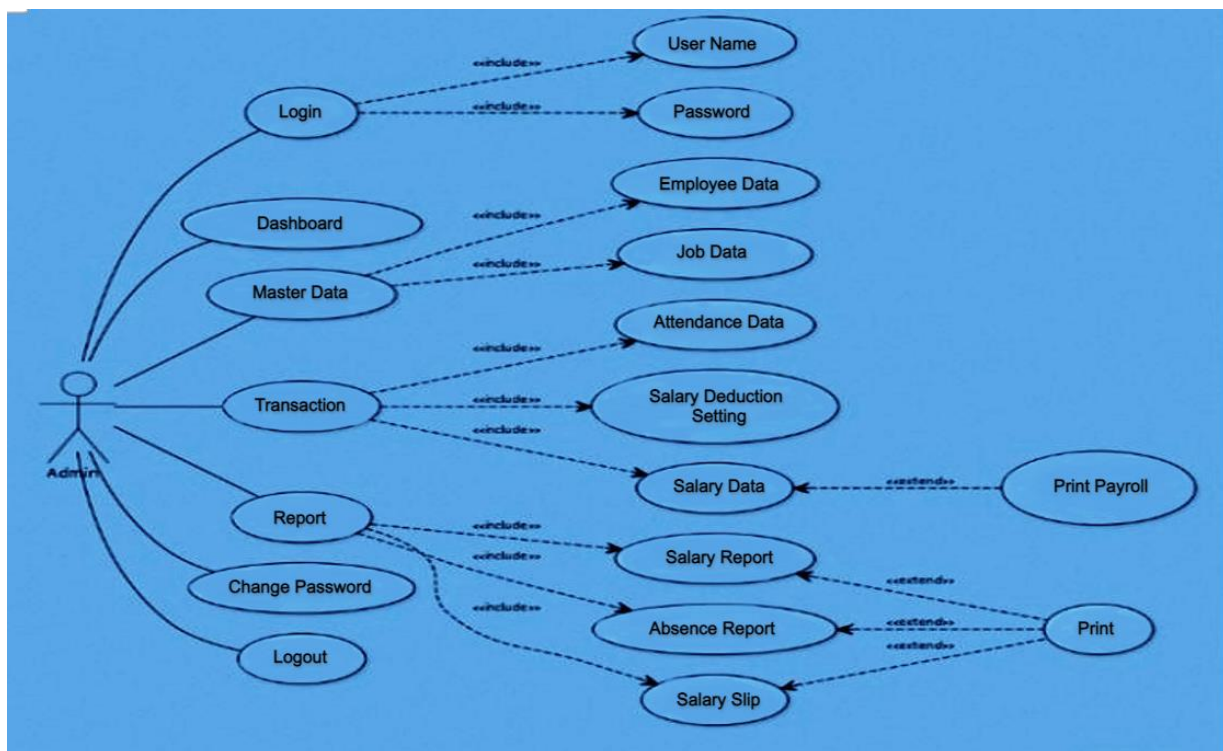 User Name
<<include>>
Login
<<include>>
Password
Employee Data
<<include>>
Dashboard
Job Data
<<include>>
Master Data
Attendance Data
<<include>>
Transaction
<<include>>
Salary Deduction
Setting
<<include>>
Admin
Salary Data
<<extend>>
Print Payroll
Report
<<include>>
Salary Report
<<include>>
<<extend>>
Change Password
<<include>>
Absence Report
<<extend>>
Print
<<extend>>
Logout
Salary Slip